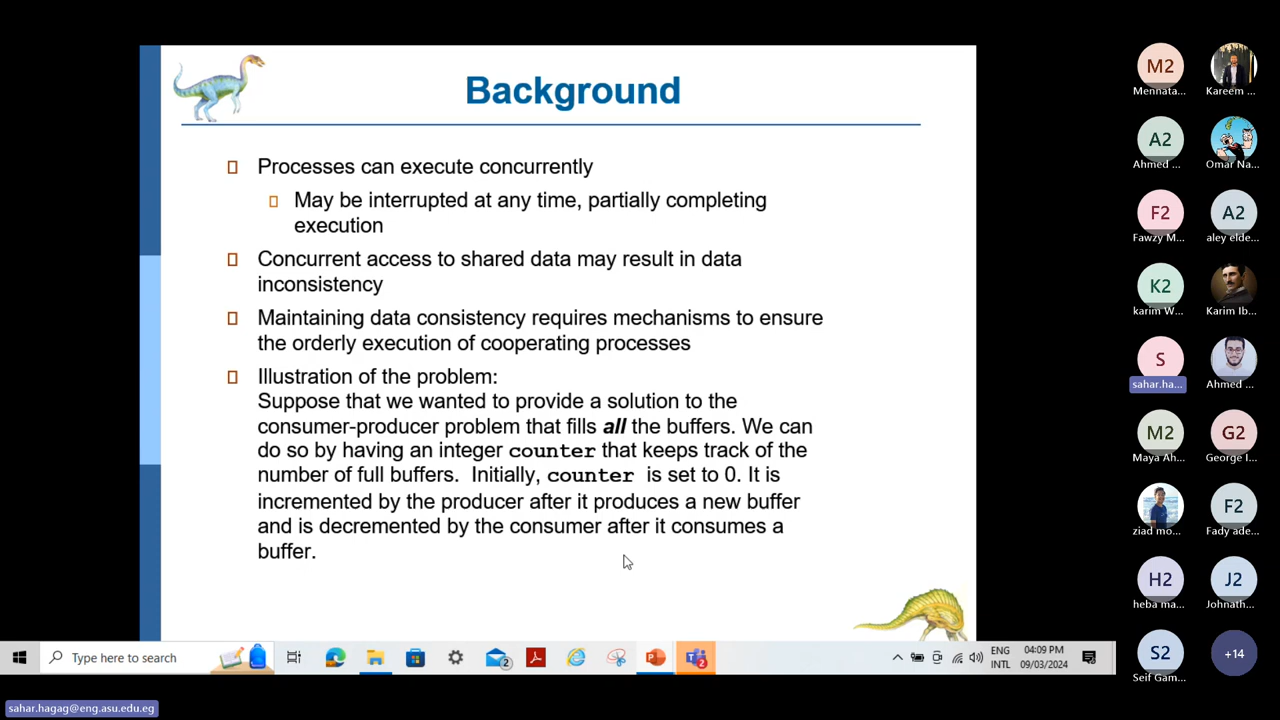 Background
Processes can execute concurrently
May be interrupted at any time, partially completing
execution
Concurrent access to shared data may result in data
inconsistency
Maintaining data consistency requires mechanisms to ensure
the orderly execution of cooperating processes
Illustration of the problem:
Suppose that we wanted to provide a solution to the
consumer-producer problem that fills all the buffers. We can
do so by having an integer counter that keeps track of the
number of full buffers. Initially, counter is set to 0. It is
incremented by the producer after it produces a new buffer
and is decremented by the consumer after it consumes a
buffer.
Type here to search
2
2
ENG
INTL
04:09 PM
09/03/2024
M2
Mennata...
Kareem ...
A2
Ahmed ...
Omar Na...
F2
Fawzy M...
A2
aley elde...
K2
karim W...
Karim Ib...
S
sahar.ha...
Ahmed ...
M2
Maya Ah...
G2
George I...
ziad mo...
F2
Fady ade...
H2
heba ma...
J2
Johnath...
S2
Seif Gam...
+14
sahar.hagag@eng.asu.edu.eg